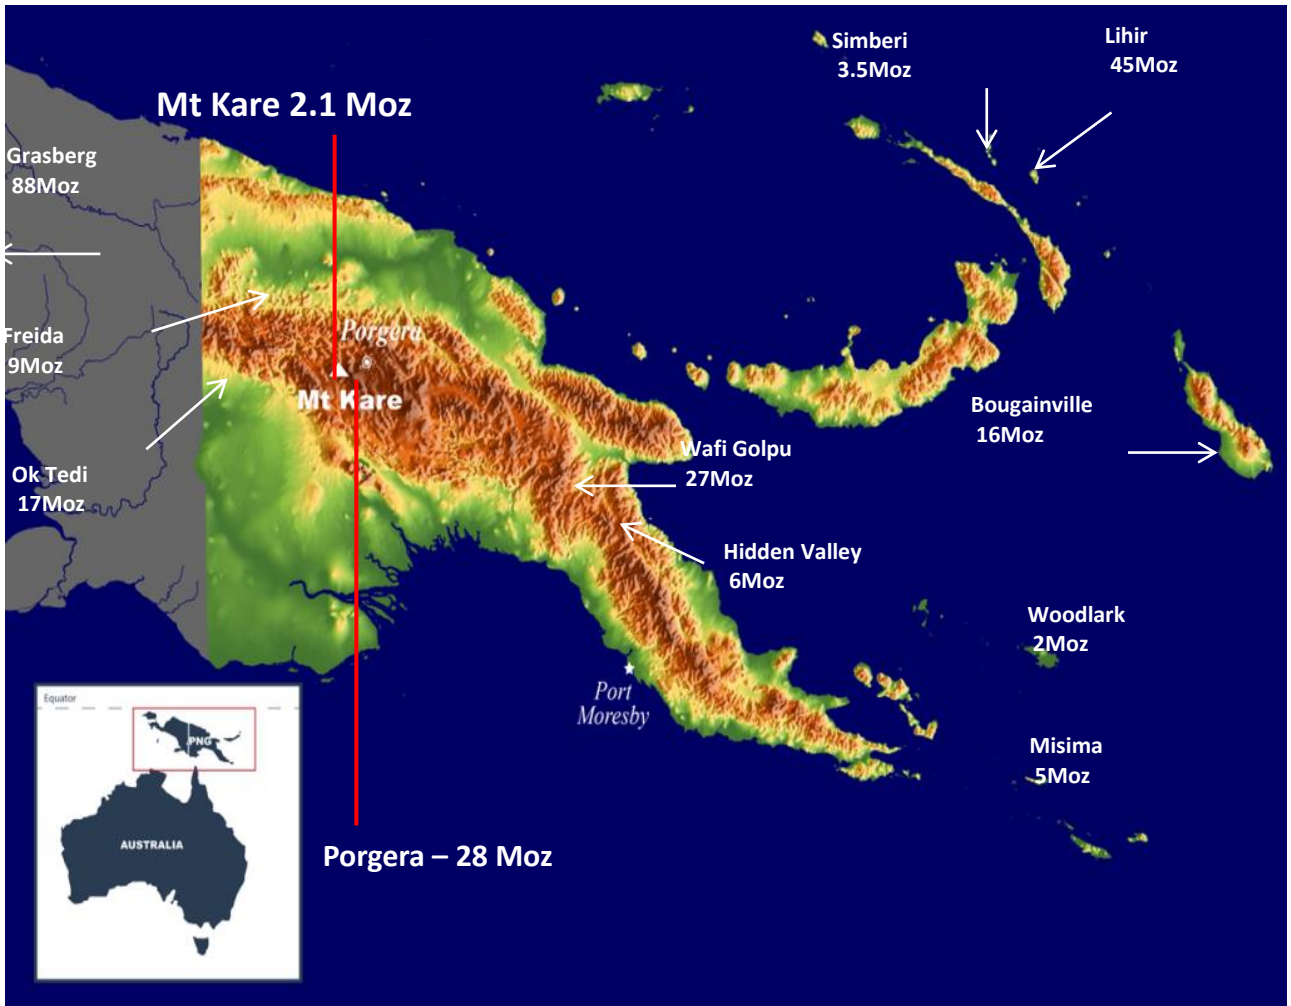 Simberi
3.5Moz
Lihir
45Moz
Mt Kare 2.1 Moz
Grasberg
88Moz
Porgera
Freida
9Moz
Mt Kare
Bougainville
16Moz
Wafi Golpu
27Moz
Ok Tedi
17Moz
Hidden Valley
6Moz
Woodlark
2Moz
Port
Moresby
Misima
5Moz
Equator
PNG
AUSTRALIA
Porgera – 28 Moz